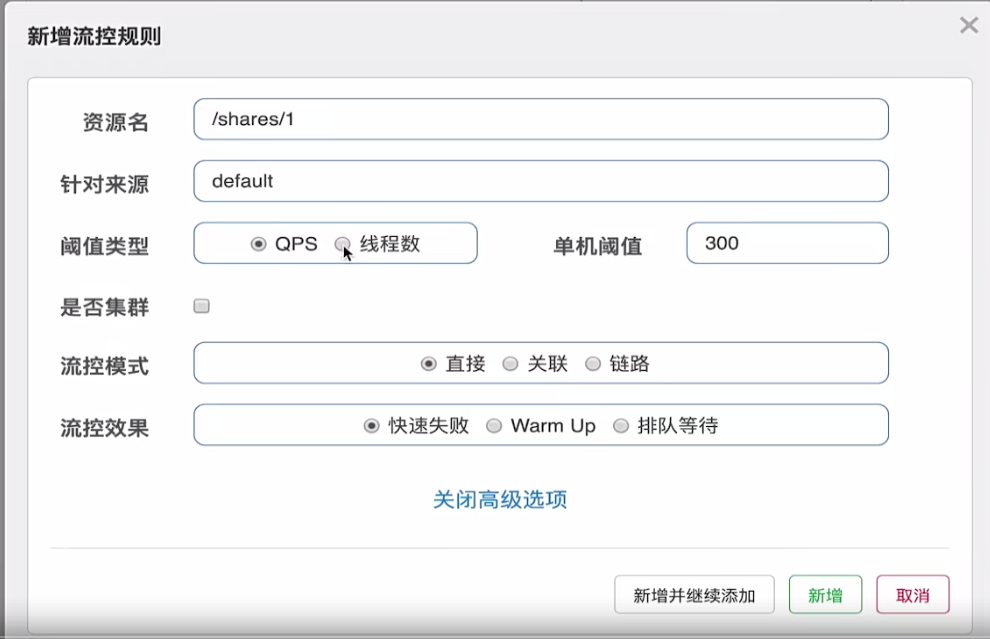 新增流控规则
资源名 /shares/1
针对来源 default
阈值类型 QPS 线程数 单机阈值 300
是否集群
流控模式 直接 关联 链路
流控效果 快速失败 Warm Up 排队等待
关闭高级选项
新增并继续添加 新增 取消